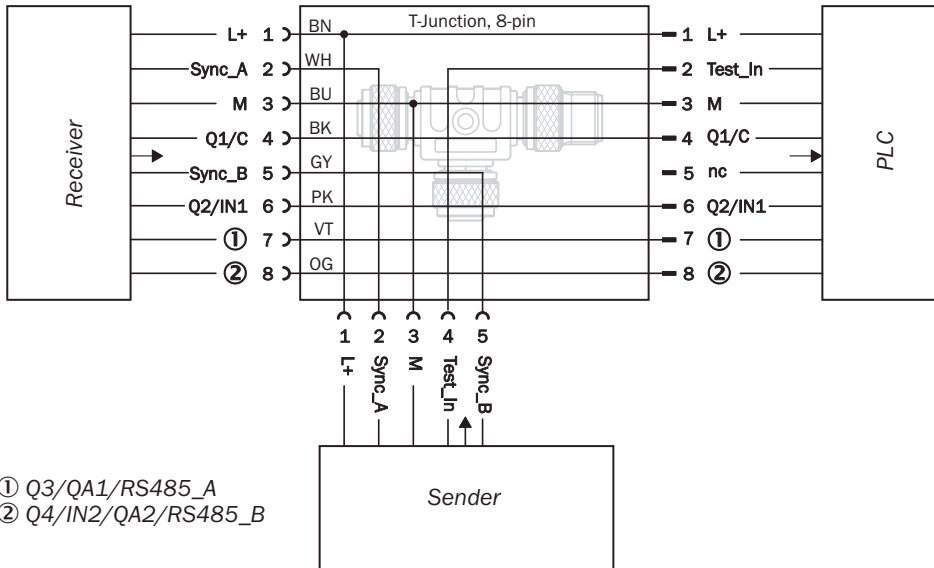 T-Junction, 8-pin
L+ 1 BN 1 L+
Sync_A 2 WH 2 Test_In
M 3 BU 3 M
Q1/C 4 BK 4 Q1/C
Sync_B 5 GY 5 nc
Q2/IN1 6 PK 6 Q2/IN1
① 7 VT 7 ①
② 8 OG 8 ②
Receiver
PLC
1 2 3 4 5
L+
Sync_A
M
Test_In
Sync_B
Sender
① Q3/QA1/RS485_A
② Q4/IN2/QA2/RS485_B